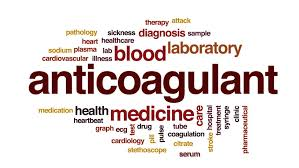 therapy attack
pathology sickness diagnosis sample
heart healthcare
sodium plasma lab blood laboratory
cardiovascular illness
anticoagulant
medication health medicine care stroke hospital treatment syringe clinic pharmaceutical
heartbeat
graph ecg test drug pulse tube
cardiology pill coagulation
stethoscope citrate
serum